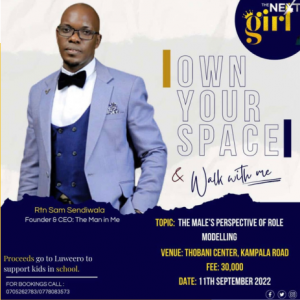 THE NEXT
girl
OWN
YOUR
SPACE
& Walk with me
Rtn Sam Sendiwala
Founder & CEO: The Man in Me
TOPIC: THE MALE'S PERSPECTIVE OF ROLE
MODELLING
VENUE: THOBANI CENTER, KAMPALA ROAD
FEE: 30,000
DATE: 11TH SEPTEMBER 2022
Proceeds go to Luweero to
support kids in school.
FOR BOOKINGS CALL :
0705262783/0778083573